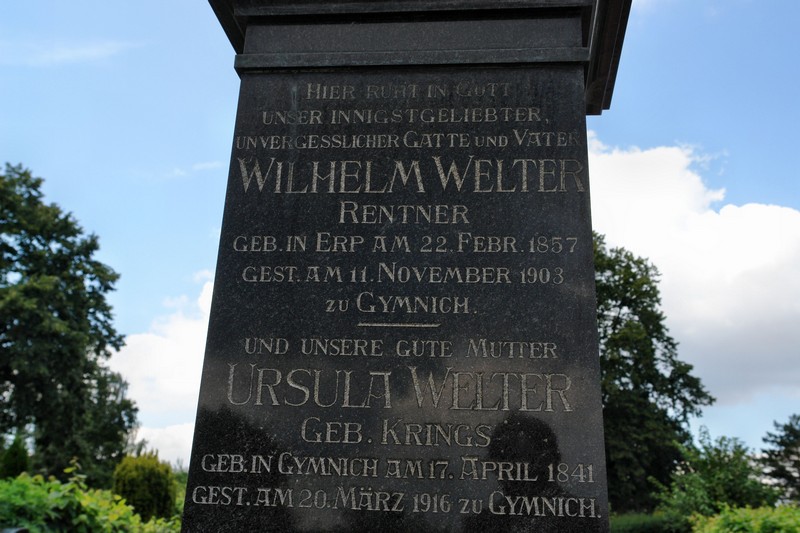 HIER RUHT IN GOTT
UNSER INNIGSTGELIEBTER,
UNVERGESSLICHER GATTE UND VATER
WILHELM WELTER
RENTNER
GEB. IN ERP AM 22. FEBR. 1857
GEST. AM 11. NOVEMBER 1903
ZU GYMNICH.
UND UNSERE GUTE MUTTER
URSULA WELTER
GEB. KRINGS
GEB. IN GYMNICH AM 17. APRIL 1841
GEST. AM 20. MÄRZ 1916 ZU GYMNICH.